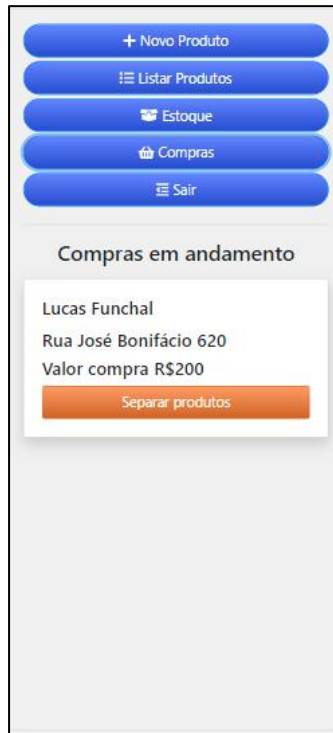 Novo Produto
Listar Produtos
Estoque
Compras
Sair
Compras em andamento
Lucas Funchal
Rua José Bonifácio 620
Valor compra R$200
Separar produtos